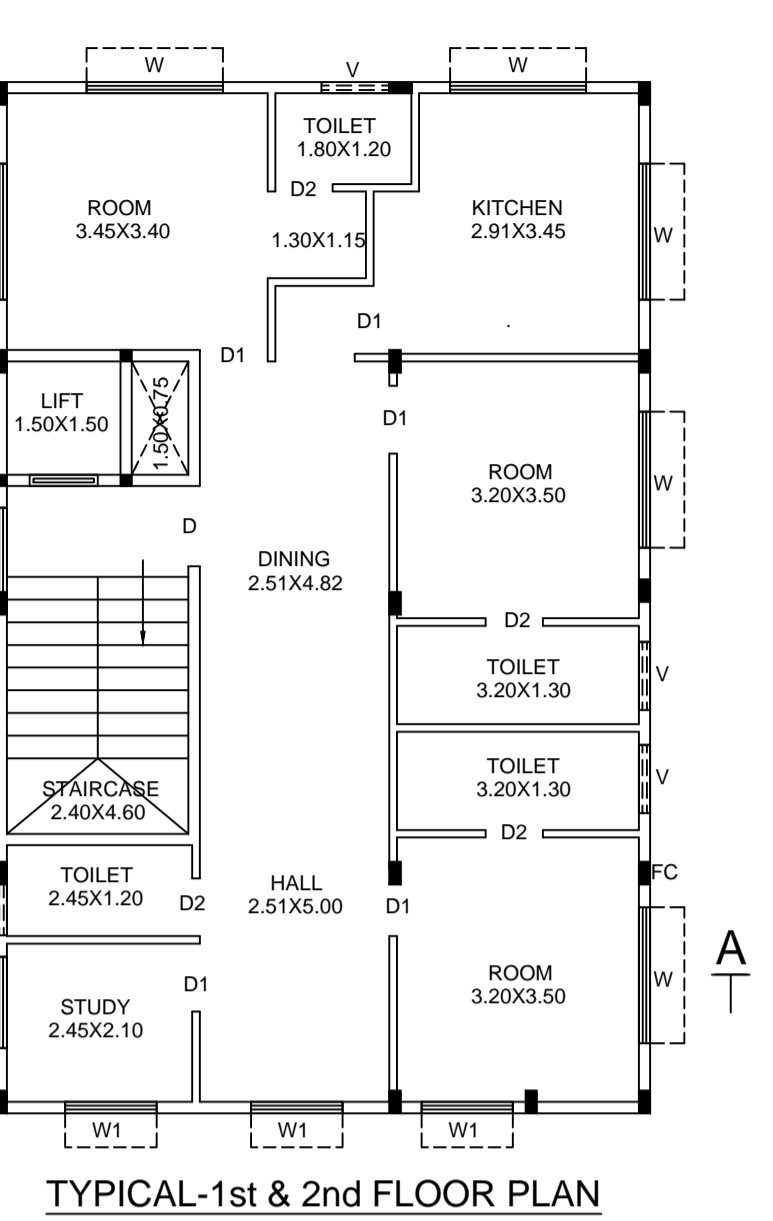 W
V
W
TOILET
1.80X1.20
D2
ROOM
3.45X3.40
KITCHEN
2.91X3.45
W
1.30X1.15
D1
D1
LIFT
1.50X1.50
1.50X0.75
D1
ROOM
3.20X3.50
W
D
DINING
2.51X4.82
D2
TOILET
3.20X1.30
V
TOILET
3.20X1.30
V
STAIRCASE
2.40X4.60
D2
TOILET
2.45X1.20
D2
HALL
2.51X5.00
D1
FC
A
ROOM
3.20X3.50
W
D1
STUDY
2.45X2.10
W1
W1
W1
TYPICAL-1st & 2nd FLOOR PLAN